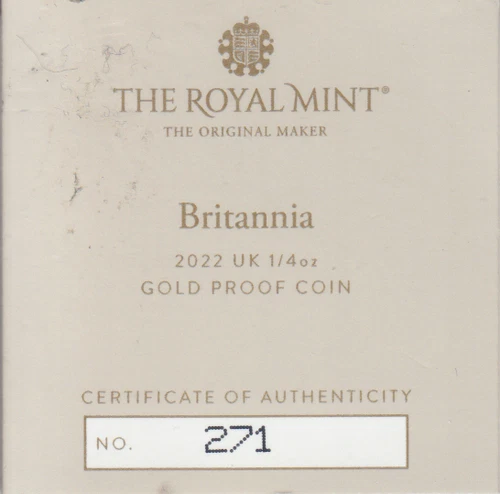 THE ROYAL MINT®
THE ORIGINAL MAKER
Britannia
2022 UK 1/4oz
GOLD PROOF COIN
CERTIFICATE OF AUTHENTICITY
NO. 271